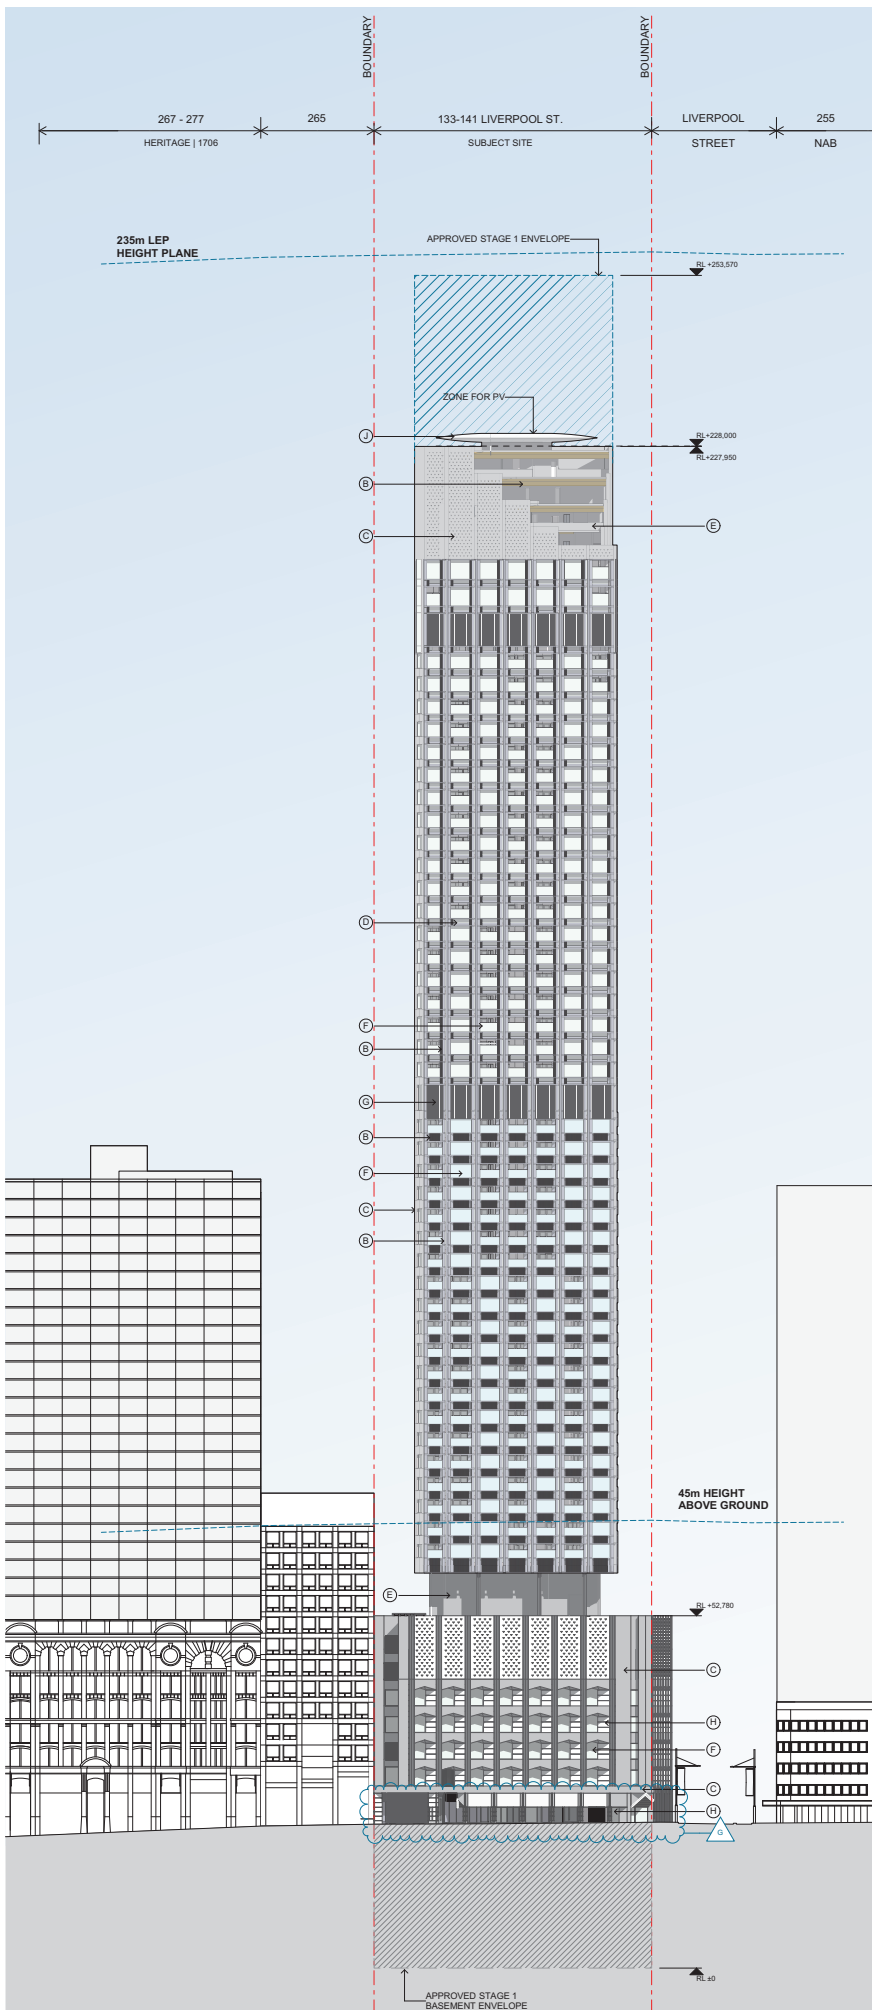 BOUNDARY
BOUNDARY
267 - 277
265
133-141 LIVERPOOL ST.
LIVERPOOL
255
HERITAGE | 1706
SUBJECT SITE
STREET
NAB
235m LEP
HEIGHT PLANE
APPROVED STAGE 1 ENVELOPE
RL +253,570
ZONE FOR PV
J
RL+228,000
RL+227,950
B
E
C
D
F
B
G
B
F
C
B
45m HEIGHT
ABOVE GROUND
E
RL +52,780
C
H
F
C
H
G
RL ±0
APPROVED STAGE 1
BASEMENT ENVELOPE